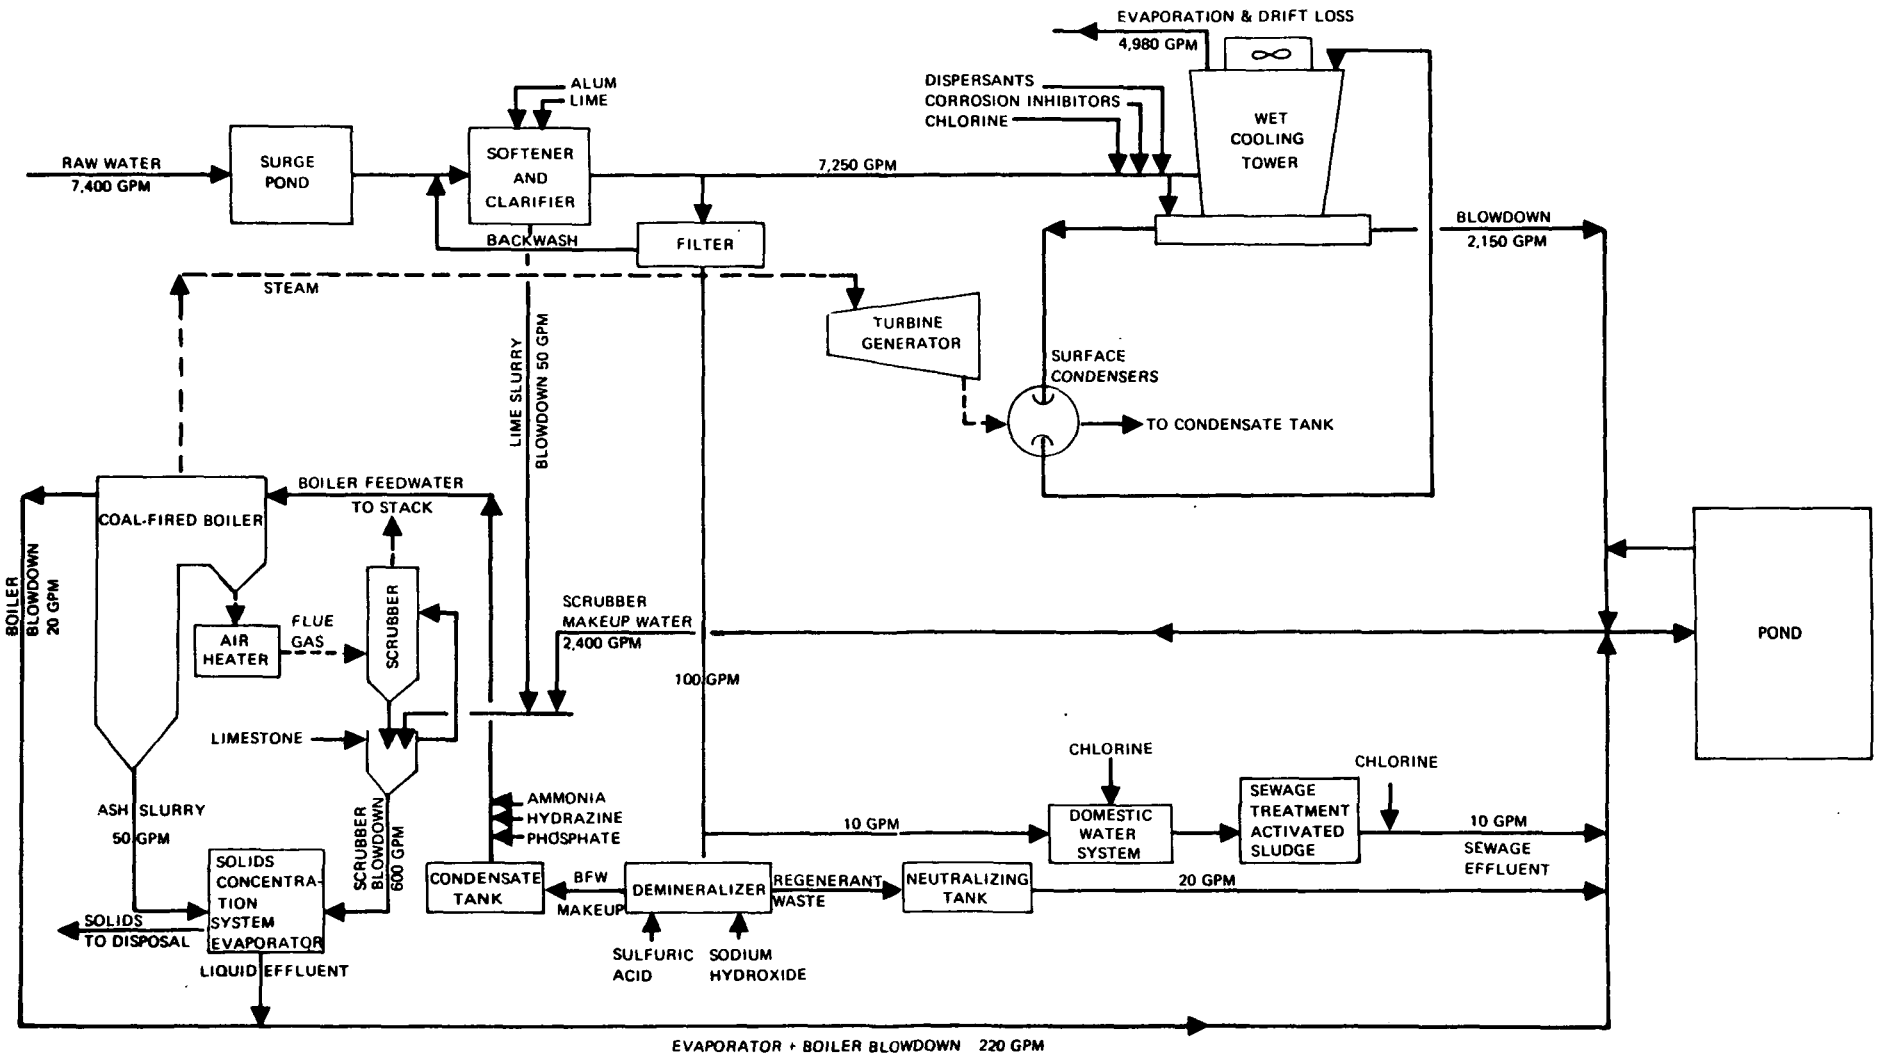 EVAPORATION & DRIFT LOSS
4,980 GPM
ALUM
LIME
DISPERSANTS
CORROSION INHIBITORS
CHLORINE
WET
COOLING
TOWER
RAW WATER
7,400 GPM
SURGE
POND
SOFTENER
AND
CLARIFIER
7,250 GPM
BACKWASH
FILTER
BLOWDOWN
2,150 GPM
STEAM
TURBINE
GENERATOR
LIME SLURRY
BLOWDOWN 50 GPM
SURFACE
CONDENSERS
TO CONDENSATE TANK
BOILER FEEDWATER
TO STACK
COAL-FIRED BOILER
BOILER
BLOWDOWN
20 GPM
AIR
HEATER
FLUE
GAS
SCRUBBER
SCRUBBER
MAKEUP WATER
2,400 GPM
POND
100 GPM
LIMESTONE
CHLORINE
CHLORINE
ASH SLURRY
50 GPM
SCRUBBER
BLOWDOWN
600 GPM
AMMONIA
HYDRAZINE
PHOSPHATE
10 GPM
DOMESTIC
WATER
SYSTEM
SEWAGE
TREATMENT
ACTIVATED
SLUDGE
10 GPM
SEWAGE
EFFLUENT
SOLIDS
CONCENTRA-
TION
SYSTEM
EVAPORATOR
CONDENSATE
TANK
BFW
MAKEUP
DEMINERALIZER
REGENERANT
WASTE
NEUTRALIZING
TANK
20 GPM
SOLIDS
TO DISPOSAL
SULFURIC
ACID
SODIUM
HYDROXIDE
LIQUID EFFLUENT
EVAPORATOR + BOILER BLOWDOWN 220 GPM